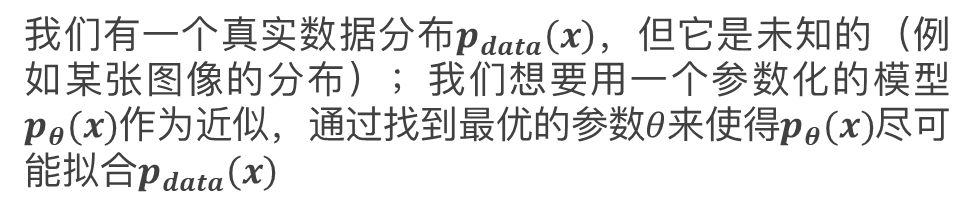 我们有一个真实数据分布p_data(x)，但它是未知的（例
如某张图像的分布）；我们想要用一个参数化的模型
p_θ(x)作为近似，通过找到最优的参数θ来使得p_θ(x)尽可
能拟合p_data(x)